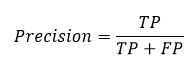 Precision = TP / TP + FP